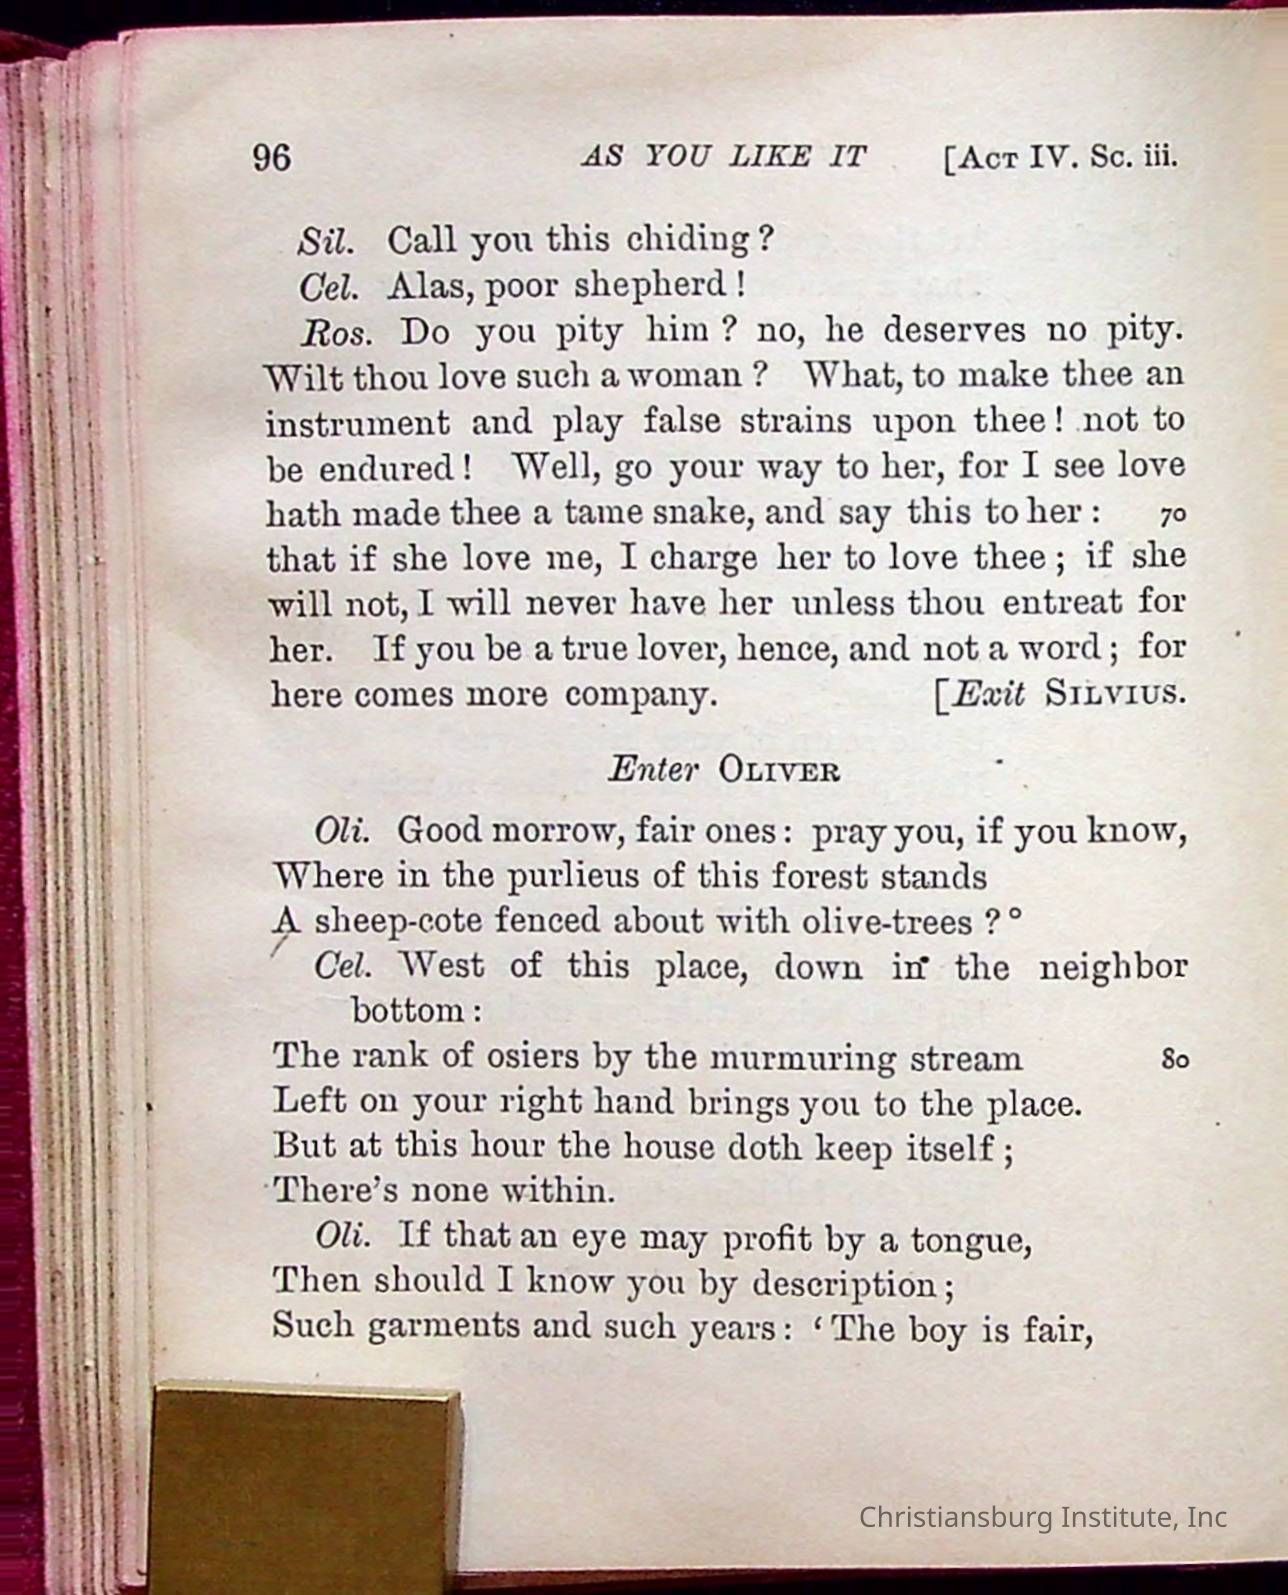 96 AS YOU LIKE IT [ACT IV. Sc. iii.
Sil. Call you this chiding?
Cel. Alas, poor shepherd!
Ros. Do you pity him? no, he deserves no pity.
Wilt thou love such a woman? What, to make thee an
instrument and play false strains upon thee! not to
be endured! Well, go your way to her, for I see love
hath made thee a tame snake, and say this to her: 70
that if she love me, I charge her to love thee; if she
will not, I will never have her unless thou entreat for
her. If you be a true lover, hence, and not a word; for
here comes more company. [Exit SILVIUS.
Enter OLIVER
Oli. Good morrow, fair ones: pray you, if you know,
Where in the purlieus of this forest stands
A sheep-cote fenced about with olive-trees?°
Cel. West of this place, down in the neighbor
bottom:
The rank of osiers by the murmuring stream 80
Left on your right hand brings you to the place.
But at this hour the house doth keep itself;
There's none within.
Oli. If that an eye may profit by a tongue,
Then should I know you by description;
Such garments and such years: ‘The boy is fair,
Christiansburg Institute, Inc